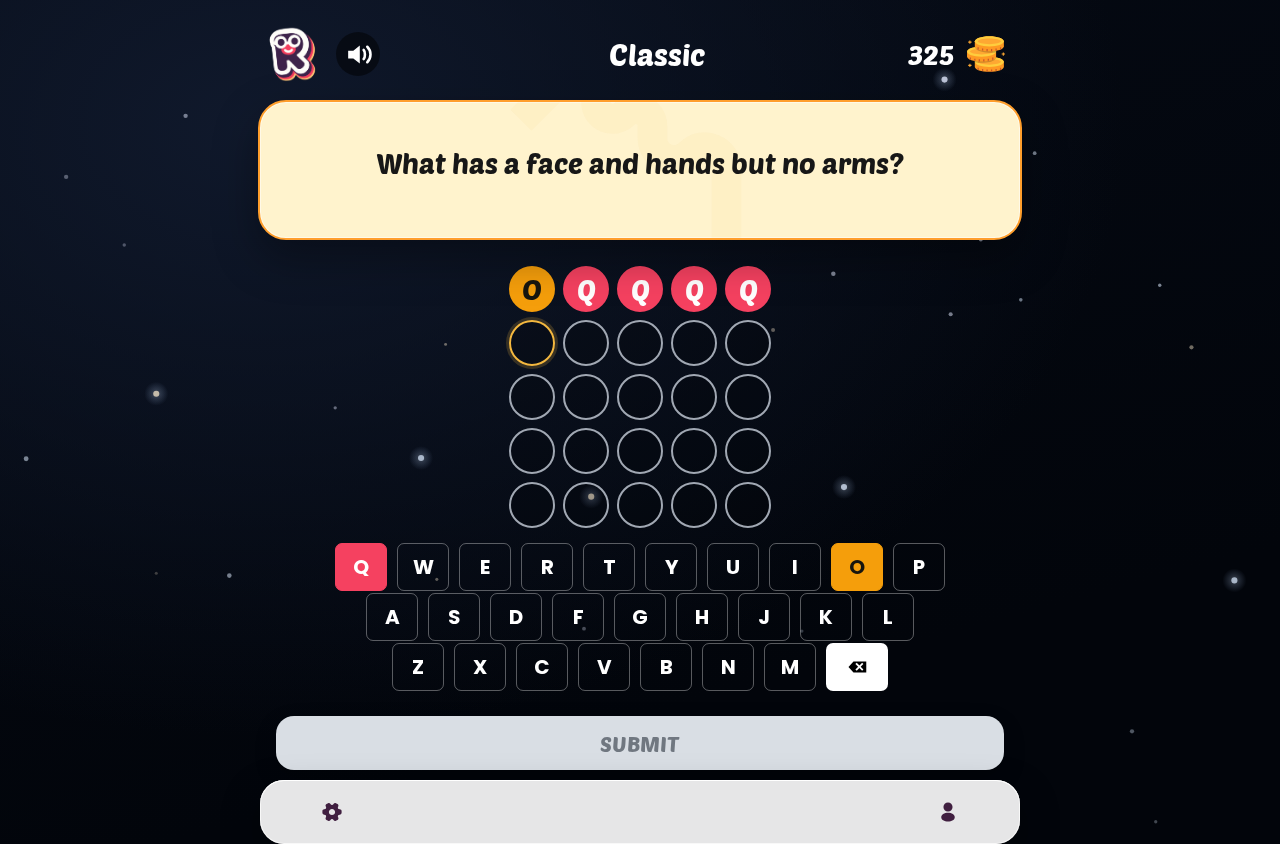 R
Classic
325
What has a face and hands but no arms?
O Q Q Q Q
Q W E R T Y U I O P
A S D F G H J K L
Z X C V B N M
SUBMIT